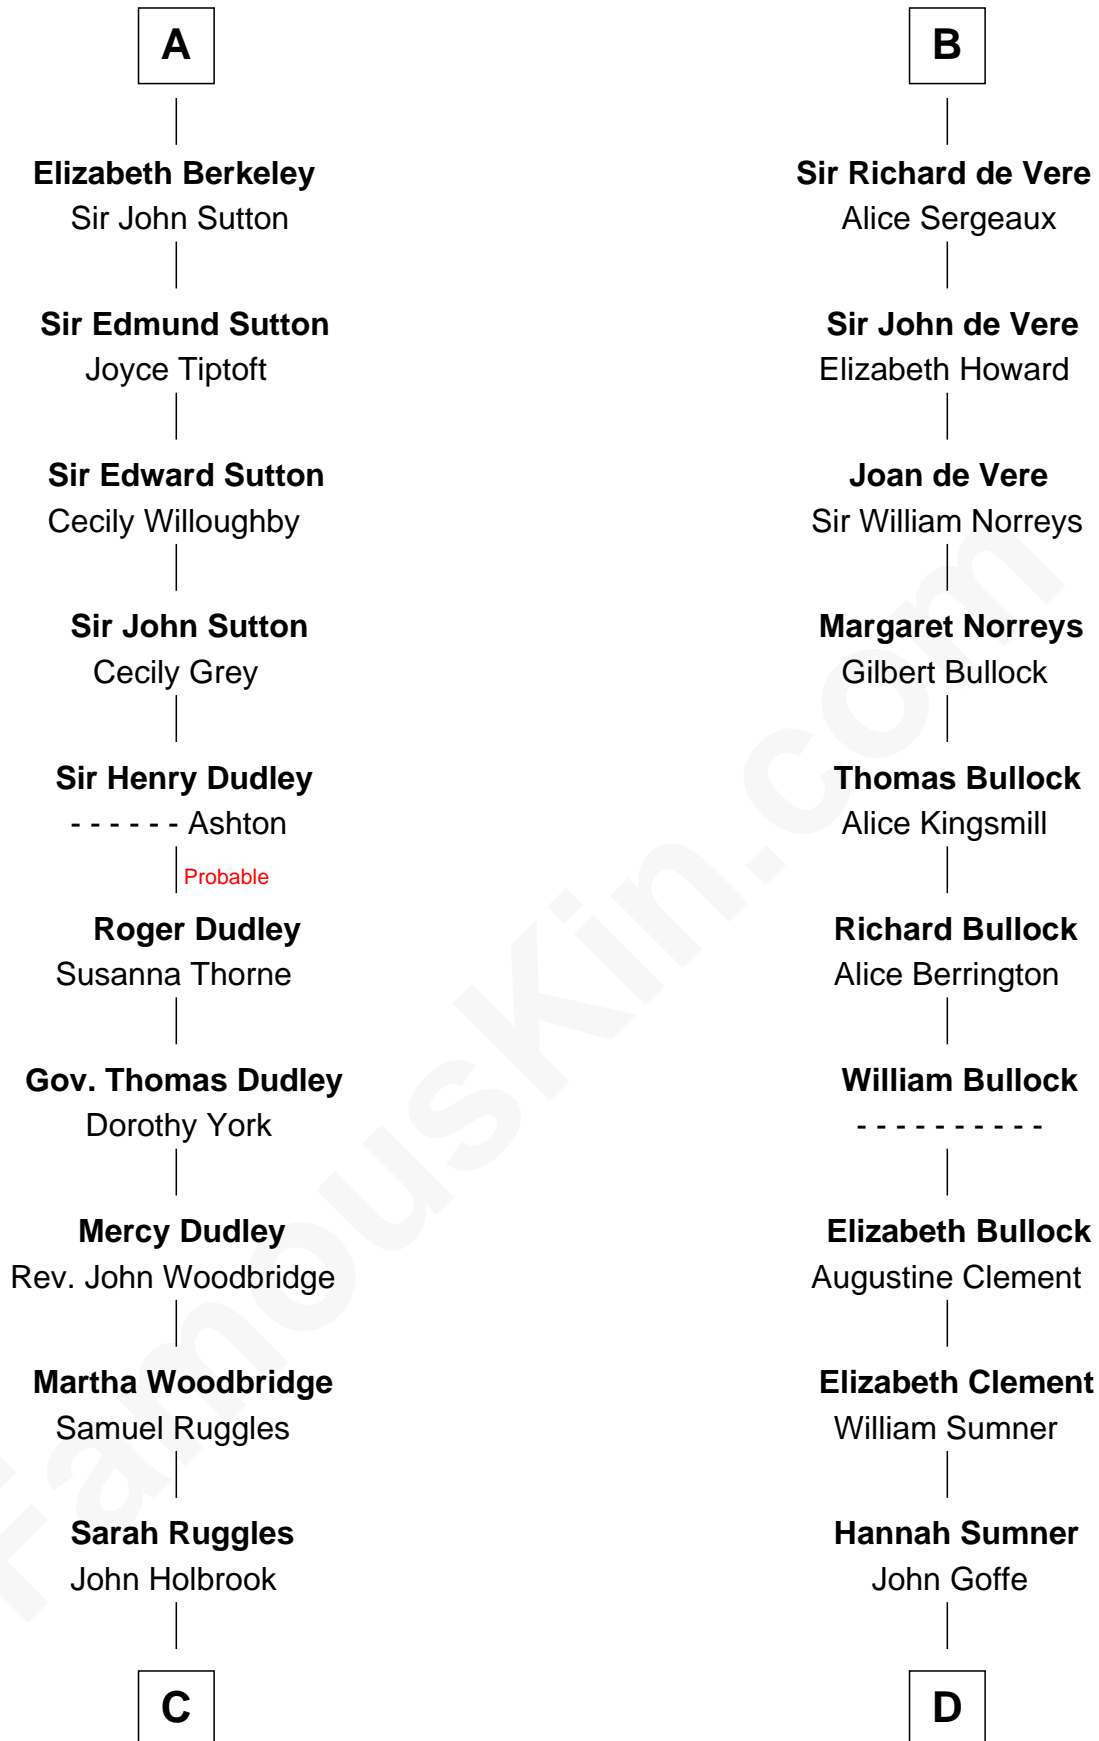 A
Elizabeth Berkeley
Sir John Sutton
Sir Edmund Sutton
Joyce Tiptoft
Sir Edward Sutton
Cecily Willoughby
Sir John Sutton
Cecily Grey
Sir Henry Dudley
- - - - - - Ashton
Probable
Roger Dudley
Susanna Thorne
Gov. Thomas Dudley
Dorothy York
Mercy Dudley
Rev. John Woodbridge
Martha Woodbridge
Samuel Ruggles
Sarah Ruggles
John Holbrook
C
B
Sir Richard de Vere
Alice Sergeaux
Sir John de Vere
Elizabeth Howard
Joan de Vere
Sir William Norreys
Margaret Norreys
Gilbert Bullock
Thomas Bullock
Alice Kingsmill
Richard Bullock
Alice Berrington
William Bullock
- - - - - - - - - -
Elizabeth Bullock
Augustine Clement
Elizabeth Clement
William Sumner
Hannah Sumner
John Goffe
D
FamousKin.com